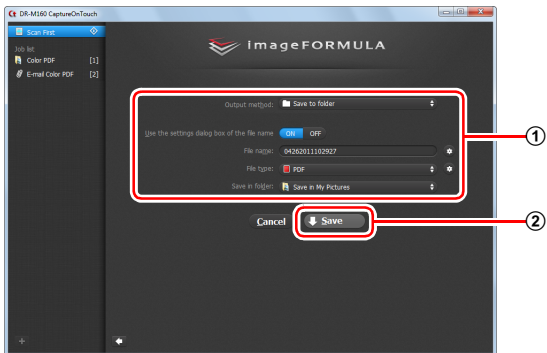 DR-M160 CaptureOnTouch
Scan First
Job list
Color PDF [1]
E-mail Color PDF [2]
imageFORMULA
Output method: Save to folder
Use the settings dialog box of the file name ON OFF
File name: 04262011102927
File type: PDF
Save in folder: Save in My Pictures
Cancel Save
①
②